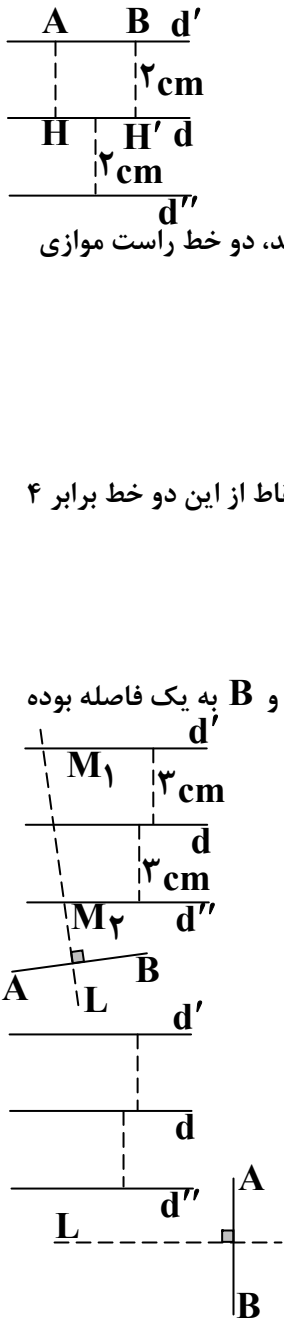 A B d′
۲cm
H H′ d
۲cm
d″
د، دو خط راست موازی
از این دو خط برابر ۴
و B به یک فاصله بوده
d′
M۱ ۳cm
d
۳cm
M۲ d″
A B
L
d′
d
d″
A
L
B